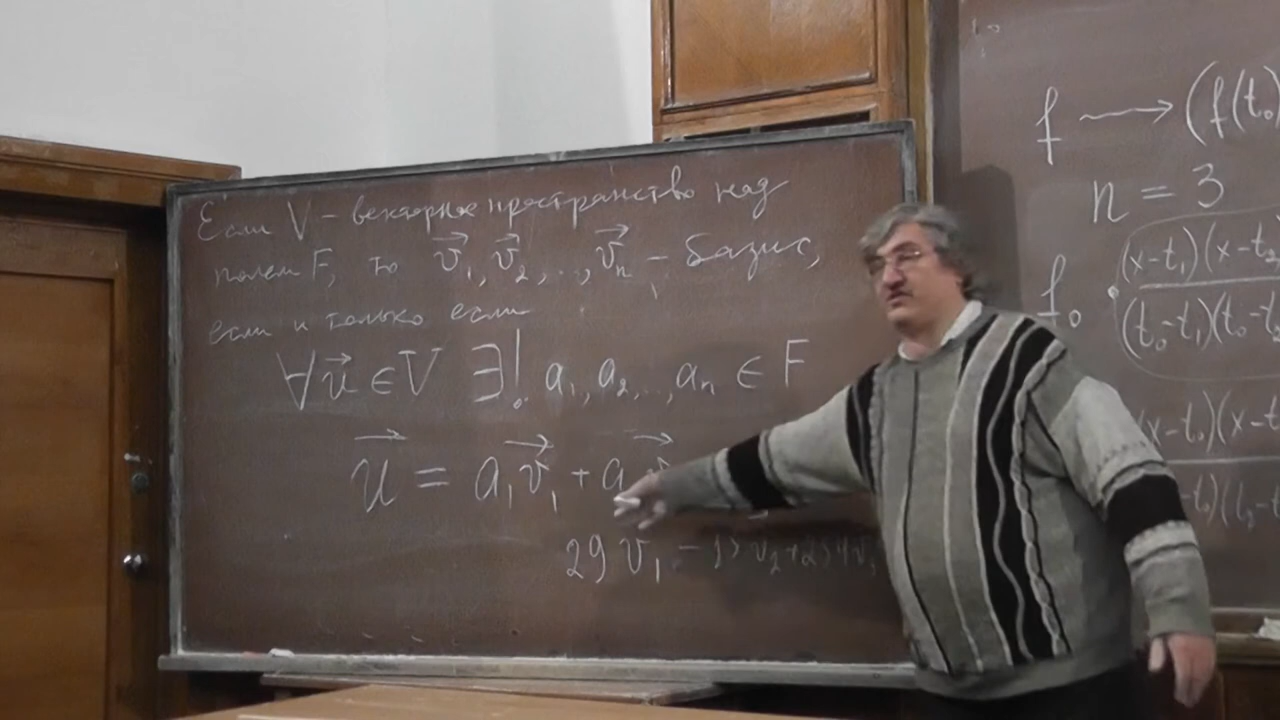 Если V – векторное пространство над
полем F, то v⃗₁, v⃗₂, .., v⃗ₙ – базис,
если и только если
∀ u⃗ ∈ V ∃! a₁, a₂, .., aₙ ∈ F
u⃗ = a₁v⃗₁ + a
29 v₁ –
f ⟶ (f(t₀)
n = 3
f₀
(x-t₁)(x-t₂
(t₀-t₁)(t₀-t₂
(x-t₀)(x-t